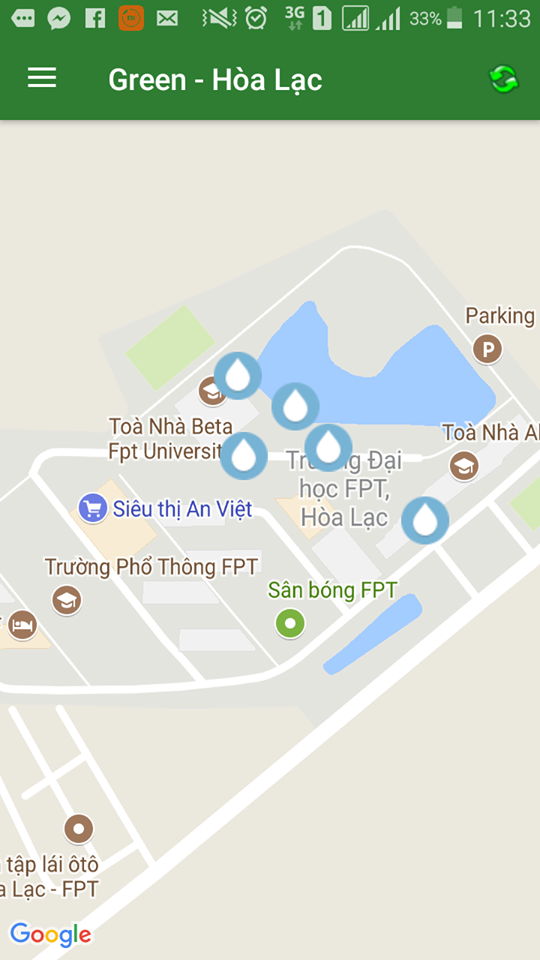 3G
1
33%
11:33
Green - Hòa Lạc
Parking
P
Toà Nhà Beta
Fpt Universit
Toà Nhà Al
Trường Đại
học FPT,
Hòa Lạc
Siêu thị An Việt
Trường Phổ Thông FPT
Sân bóng FPT
tập lái ôtô
a Lạc - FPT
Google